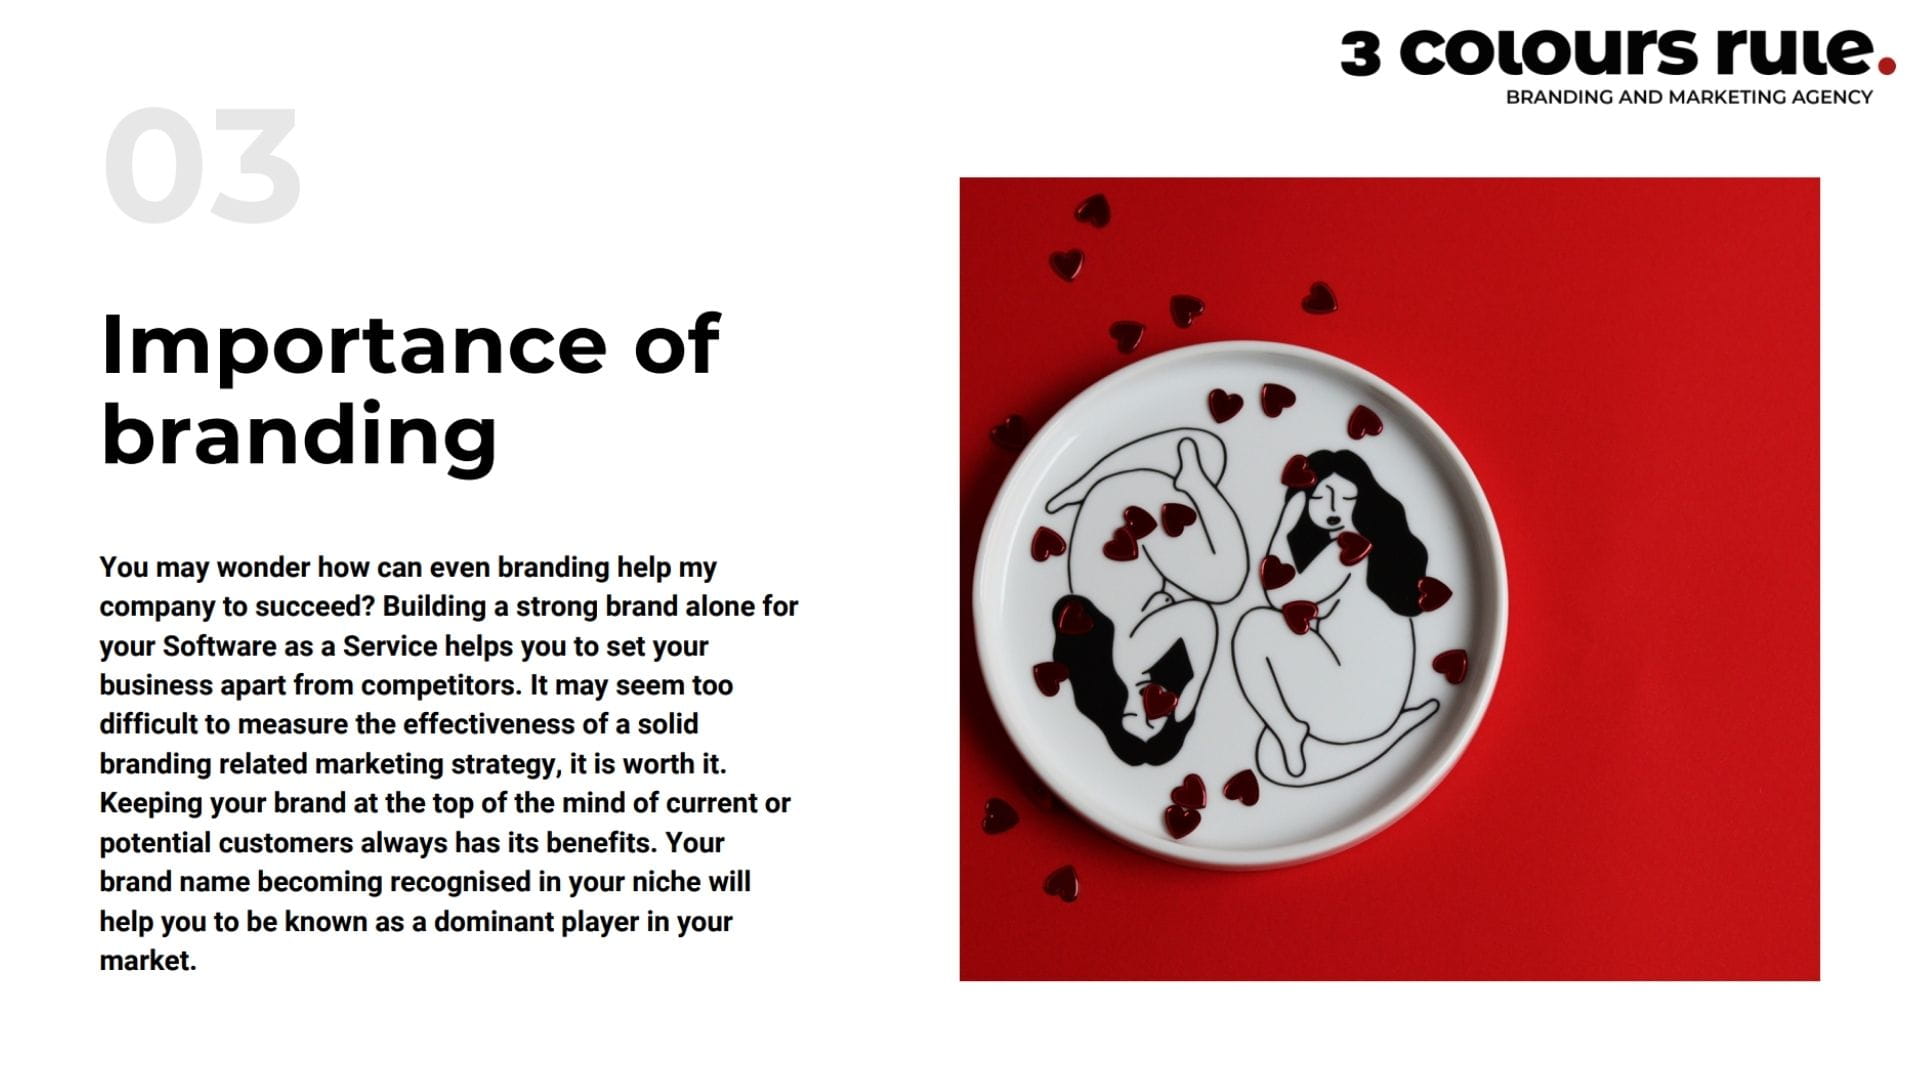 3 colours rule.
BRANDING AND MARKETING AGENCY
03
Importance of
branding
You may wonder how can even branding help my
company to succeed? Building a strong brand alone for
your Software as a Service helps you to set your
business apart from competitors. It may seem too
difficult to measure the effectiveness of a solid
branding related marketing strategy, it is worth it.
Keeping your brand at the top of the mind of current or
potential customers always has its benefits. Your
brand name becoming recognised in your niche will
help you to be known as a dominant player in your
market.